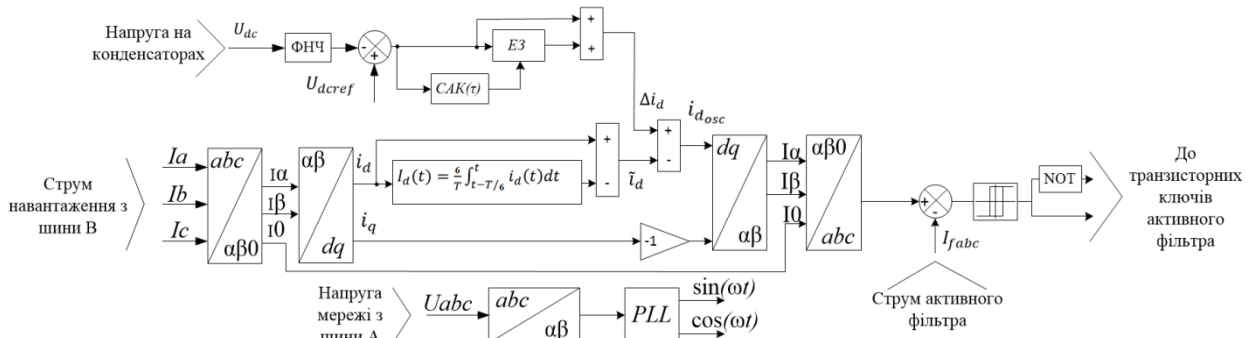 Напруга на
конденсаторах
U_dc
ФНЧ
-
+
U_dcref
ЕЗ
САК(τ)
+
+
Δi_d
i_d_osc
+
-
Струм
навантаження з
шини В
Ia
Ib
Ic
abc
αβ0
Iα
Iβ
I0
αβ
dq
i_d
i_q
I_d(t) = 6/T ∫_{t−T/6}^{t} i_d(t)dt
+
-
ĩ_d
-1
dq
αβ
Iα
Iβ
I0
αβ0
abc
+
-
I_fabc
Струм активного
фільтра
NOT
До
транзисторних
ключів
активного
фільтра
Напруга
мережі з
шини А
Uabc
abc
αβ
PLL
sin(ωt)
cos(ωt)